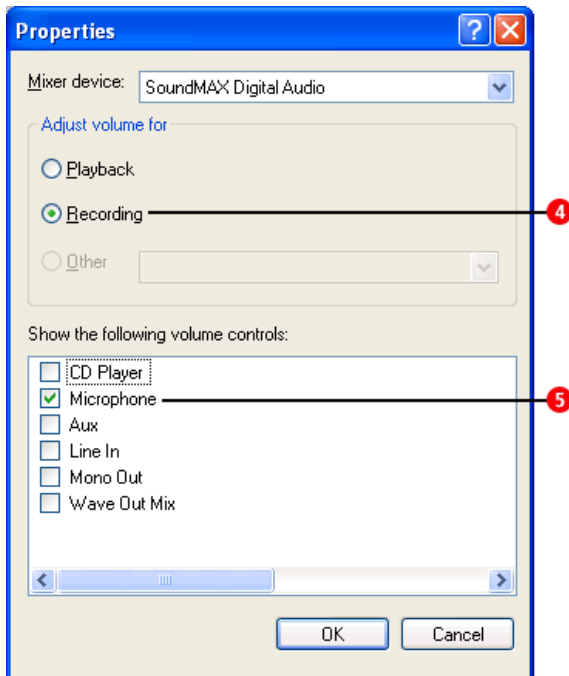 Properties
Mixer device: SoundMAX Digital Audio
Adjust volume for
Playback
Recording 4
Other
Show the following volume controls:
CD Player
Microphone 5
Aux
Line In
Mono Out
Wave Out Mix
OK Cancel